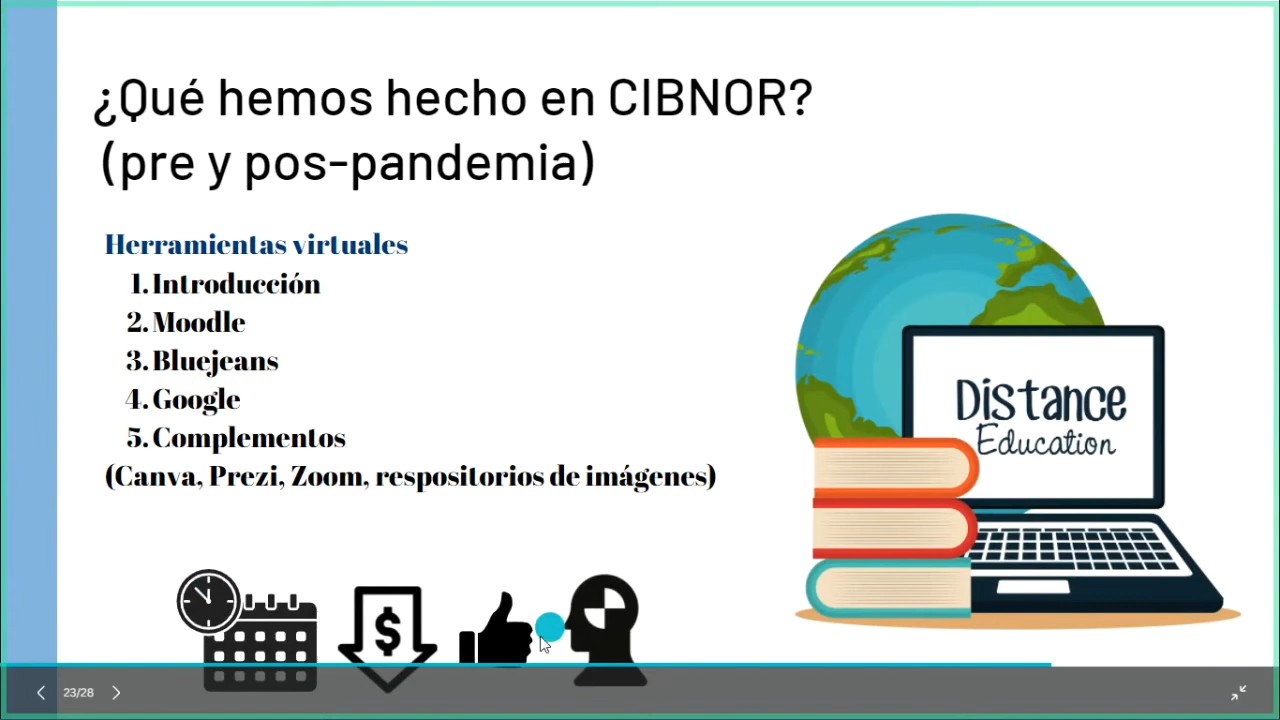 ¿Qué hemos hecho en CIBNOR?
(pre y pos-pandemia)
Herramientas virtuales
1. Introducción
2. Moodle
3. Bluejeans
4. Google
5. Complementos
(Canva, Prezi, Zoom, respositorios de imágenes)
Distance
Education
$
23/28